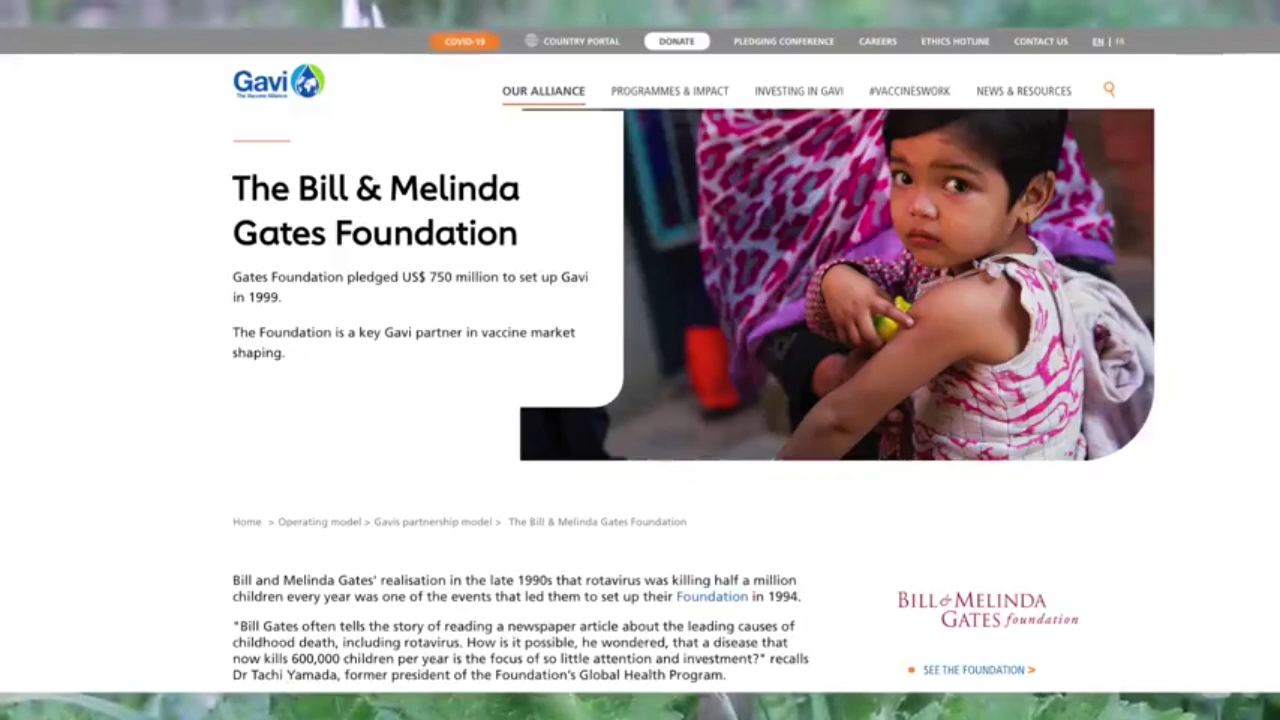 COVID-19 COUNTRY PORTAL DONATE PLEDGING CONFERENCE CAREERS ETHICS HOTLINE CONTACT US EN | FR
Gavi
The Vaccine Alliance
OUR ALLIANCE PROGRAMMES & IMPACT INVESTING IN GAVI #VACCINESWORK NEWS & RESOURCES
The Bill & Melinda
Gates Foundation
Gates Foundation pledged US$ 750 million to set up Gavi
in 1999.
The Foundation is a key Gavi partner in vaccine market
shaping.
Home > Operating model > Gavis partnership model > The Bill & Melinda Gates Foundation
Bill and Melinda Gates' realisation in the late 1990s that rotavirus was killing half a million
children every year was one of the events that led them to set up their Foundation in 1994.
"Bill Gates often tells the story of reading a newspaper article about the leading causes of
childhood death, including rotavirus. How is it possible, he wondered, that a disease that
now kills 600,000 children per year is the focus of so little attention and investment?" recalls
Dr Tachi Yamada, former president of the Foundation's Global Health Program.
BILL & MELINDA
GATES foundation
SEE THE FOUNDATION >